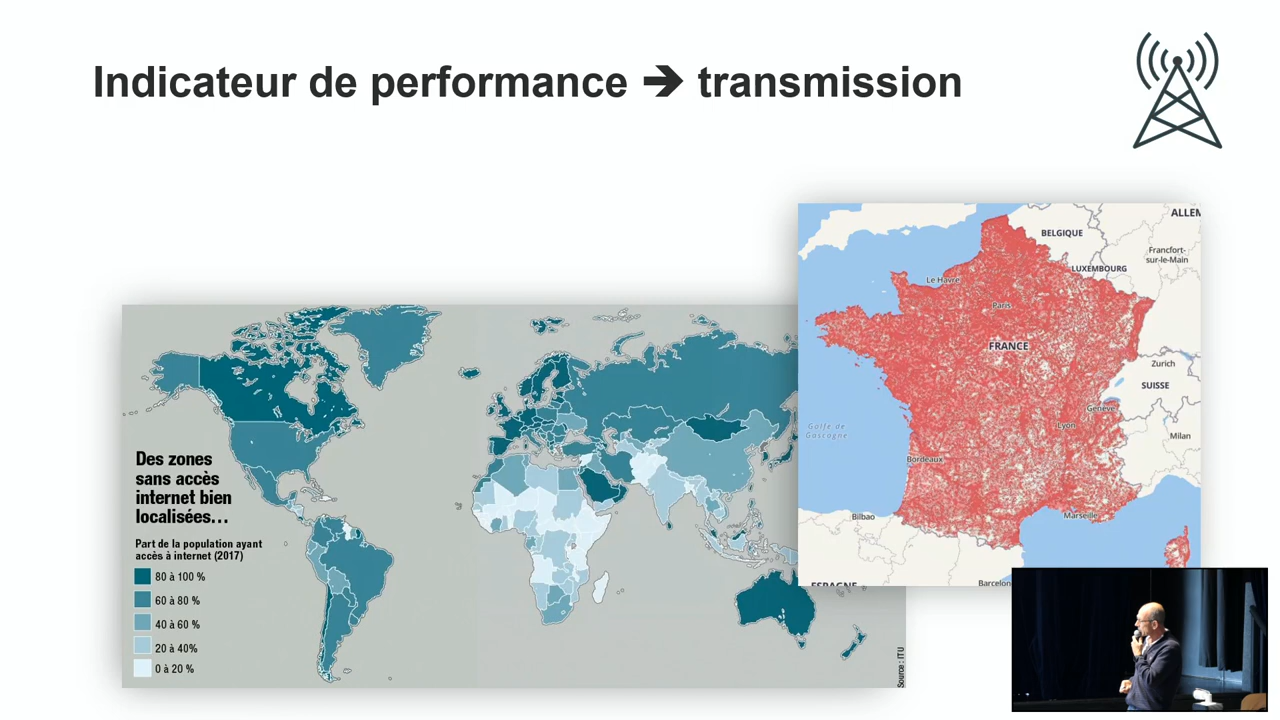 Indicateur de performance ➔ transmission
ALLEM
BELGIQUE
Francfort-
sur-le-Main
LUXEMBOURG
Le Havre
Paris
FRANCE
Zurich
SUISSE
Genève
Golfe de
Gascogne
Lyon
Milan
Bordeaux
Marseille
Bilbao
ESPAGNE
Barcelon
Des zones
sans accès
internet bien
localisées…
Part de la population ayant
accès à internet (2017)
80 à 100 %
60 à 80 %
40 à 60 %
20 à 40%
0 à 20 %
Source : ITU